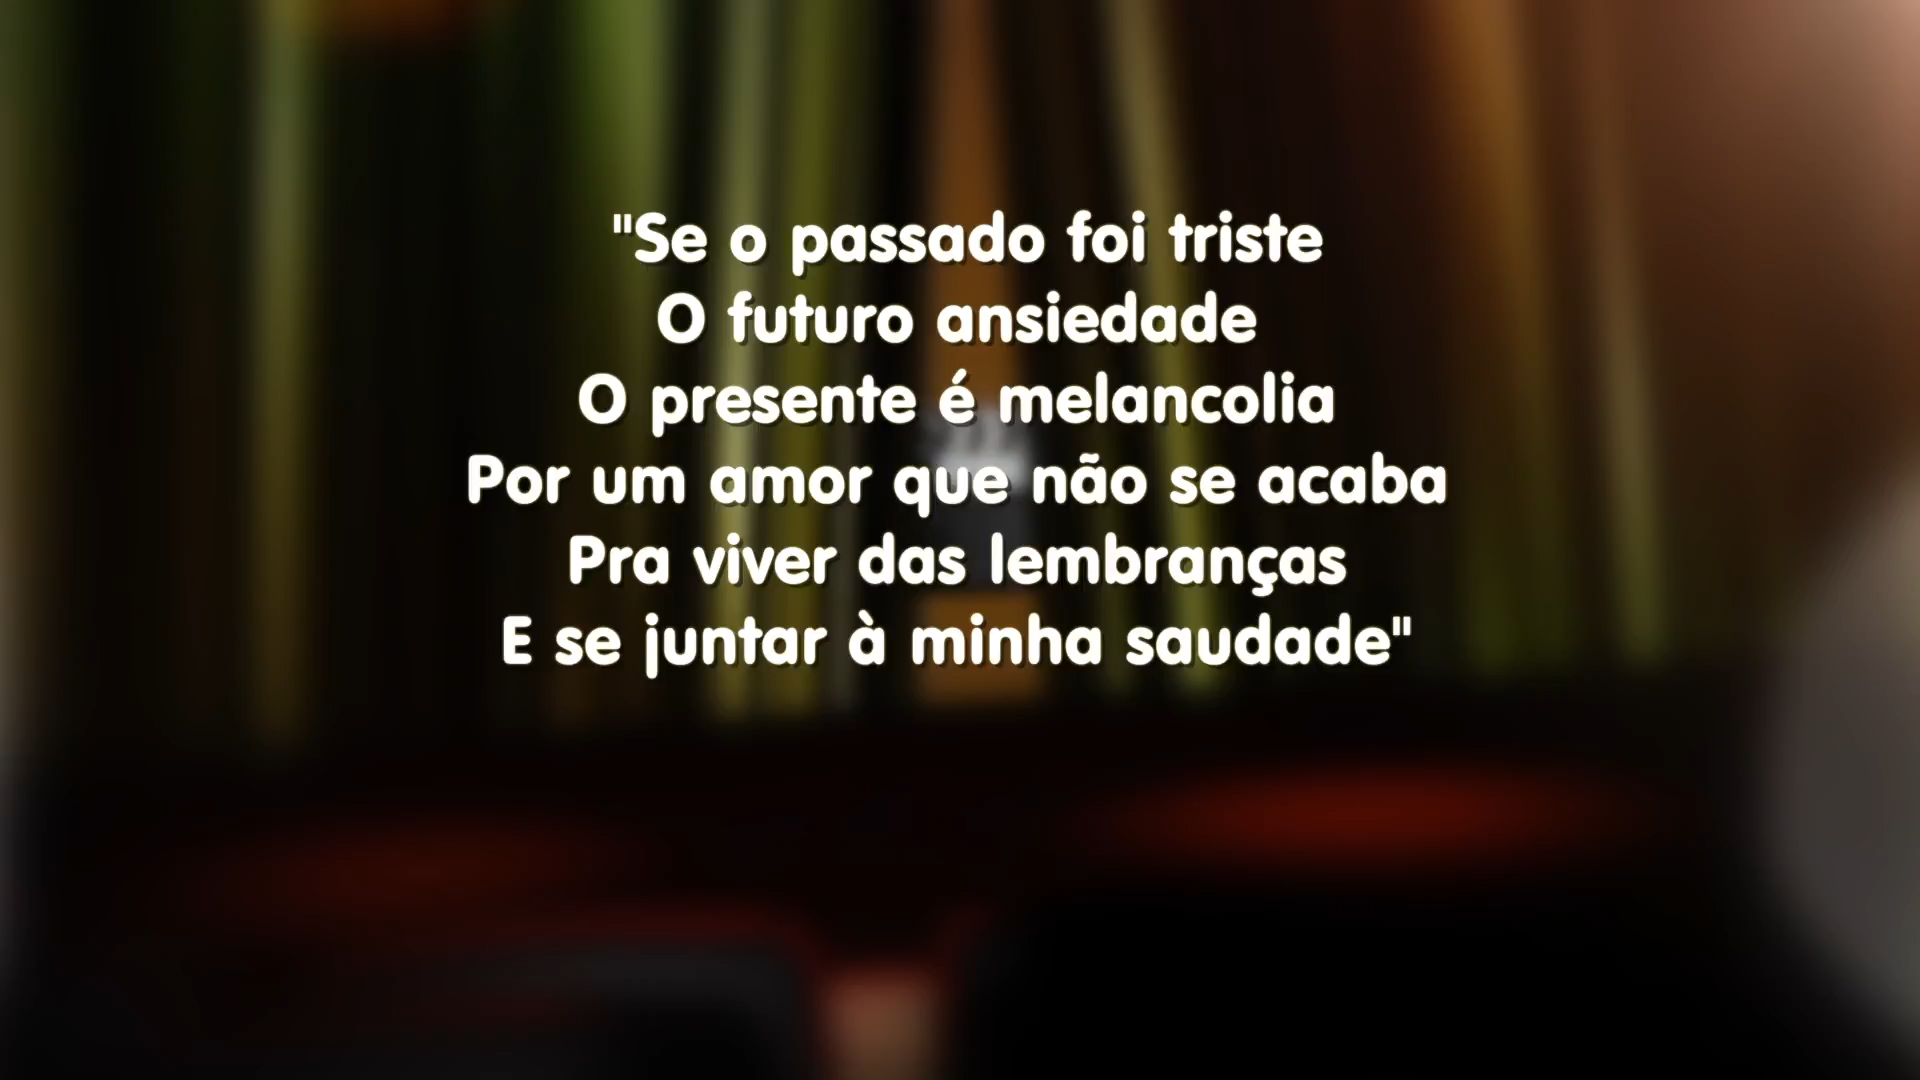 "Se o passado foi triste
O futuro ansiedade
O presente é melancolia
Por um amor que não se acaba
Pra viver das lembranças
E se juntar à minha saudade"